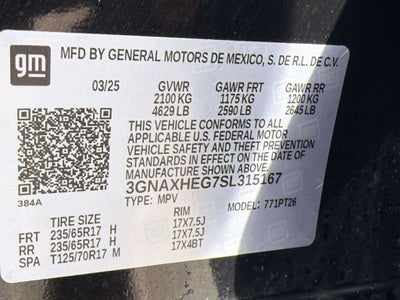 gm
MFD BY GENERAL MOTORS DE MEXICO, S. DE R.L. DE C.V.
03/25 GVWR GAWR FRT GAWR RR
2100 KG 1175 KG 1200 KG
4629 LB 2590 LB 2645 LB
THIS VEHICLE CONFORMS TO ALL
APPLICABLE U.S. FEDERAL MOTOR
VEHICLE SAFETY AND THEFT PREVENTION
STANDARDS IN EFFECT ON THE DATE OF
MANUFACTURE SHOWN ABOVE.
3GNAXHEG7SL315167
384A TYPE: MPV MODEL: 771PT26
TIRE SIZE RIM
FRT 235/65R17 H 17X7.5J
RR 235/65R17 H 17X7.5J
SPA T125/70R17 M 17X4BT